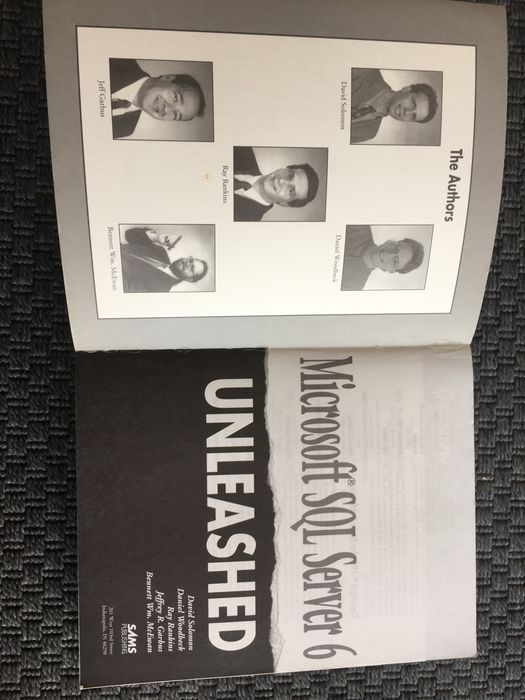 The Authors
David Solomon
Daniel Woodbeck
Ray Rankins
Jeff Garbus
Bennett Wm. McEwan
Microsoft® SQL Server 6
UNLEASHED
David Solomon
Daniel Woodbeck
Ray Rankins
Jeffrey R. Garbus
Bennett Wm. McEwan
SAMS
PUBLISHING
201 West 103rd Street
Indianapolis, IN 46290